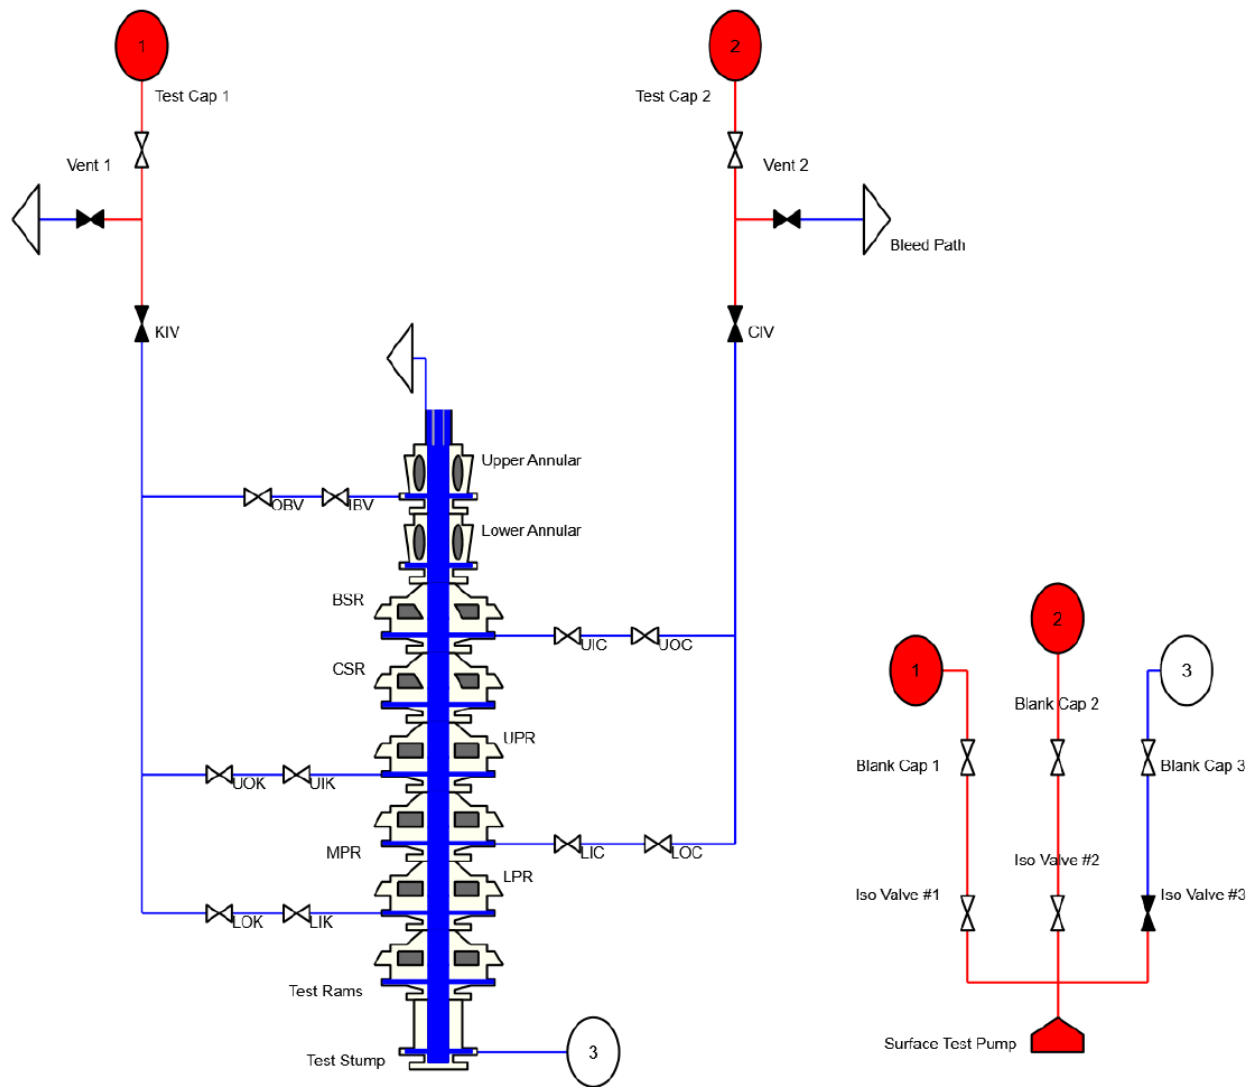 1
2
Test Cap 1
Test Cap 2
Vent 1
Vent 2
Bleed Path
KIV
CIV
Upper Annular
OBV
IBV
Lower Annular
BSR
UIC
UOC
CSR
UPR
UOK
UIK
MPR
LIC
LOC
LPR
LOK
LIK
Test Rams
Test Stump
3
1
2
3
Blank Cap 2
Blank Cap 1
Blank Cap 3
Iso Valve #2
Iso Valve #1
Iso Valve #3
Surface Test Pump